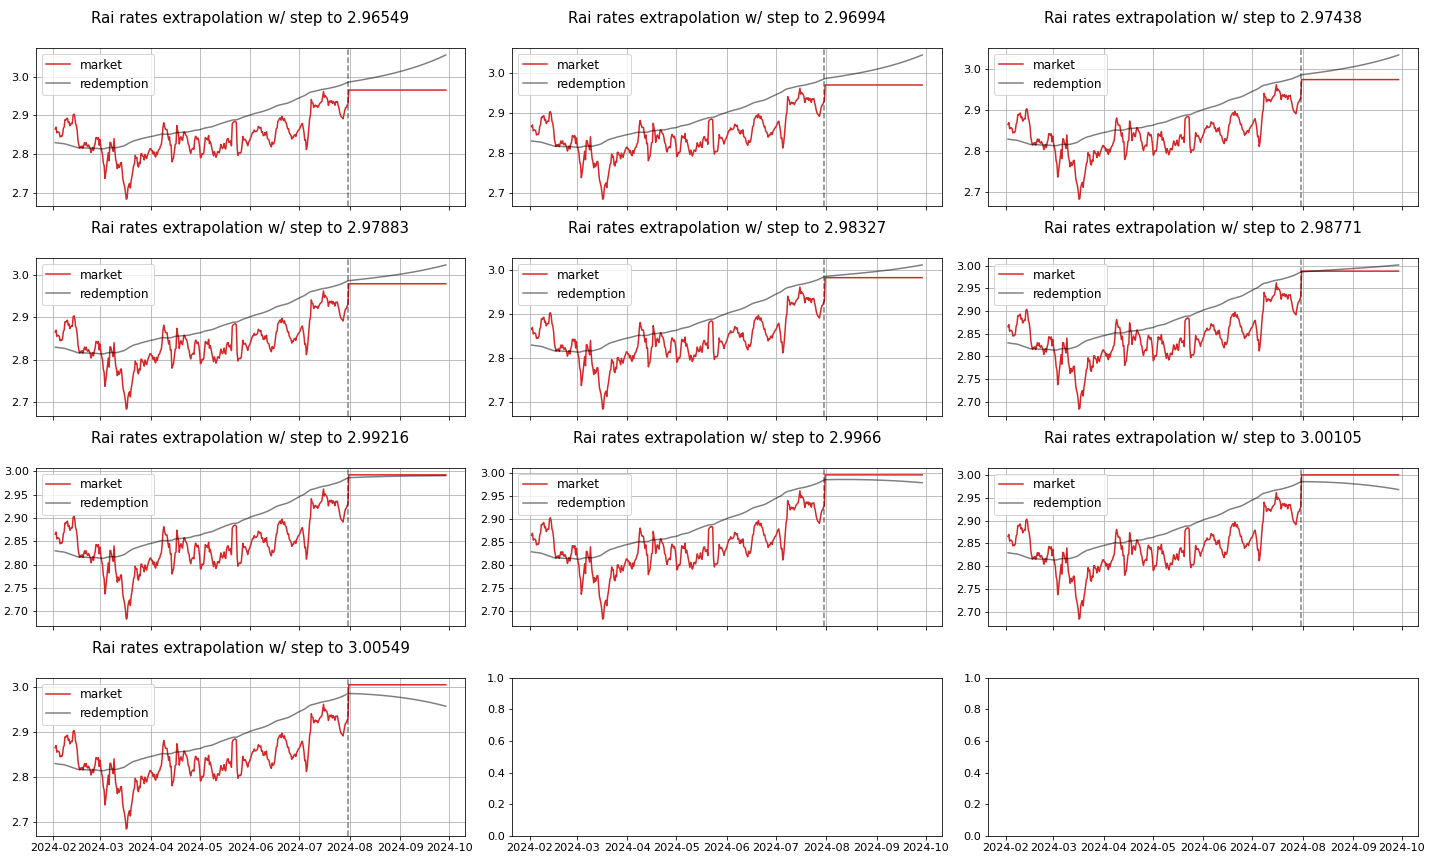 Rai rates extrapolation w/ step to 2.96549
Rai rates extrapolation w/ step to 2.96994
Rai rates extrapolation w/ step to 2.97438
market
redemption
3.0
2.9
2.8
2.7
market
redemption
3.0
2.9
2.8
2.7
market
redemption
3.0
2.9
2.8
2.7
Rai rates extrapolation w/ step to 2.97883
Rai rates extrapolation w/ step to 2.98327
Rai rates extrapolation w/ step to 2.98771
market
redemption
3.0
2.9
2.8
2.7
market
redemption
3.0
2.9
2.8
2.7
market
redemption
3.00
2.95
2.90
2.85
2.80
2.75
2.70
Rai rates extrapolation w/ step to 2.99216
Rai rates extrapolation w/ step to 2.9966
Rai rates extrapolation w/ step to 3.00105
market
redemption
3.00
2.95
2.90
2.85
2.80
2.75
2.70
market
redemption
3.00
2.95
2.90
2.85
2.80
2.75
2.70
market
redemption
3.00
2.95
2.90
2.85
2.80
2.75
2.70
Rai rates extrapolation w/ step to 3.00549
market
redemption
3.0
2.9
2.8
2.7
2024-02 2024-03 2024-04 2024-05 2024-06 2024-07 2024-08 2024-09 2024-10
1.0
0.8
0.6
0.4
0.2
0.0
2024-02 2024-03 2024-04 2024-05 2024-06 2024-07 2024-08 2024-09 2024-10
1.0
0.8
0.6
0.4
0.2
0.0
2024-02 2024-03 2024-04 2024-05 2024-06 2024-07 2024-08 2024-09 2024-10